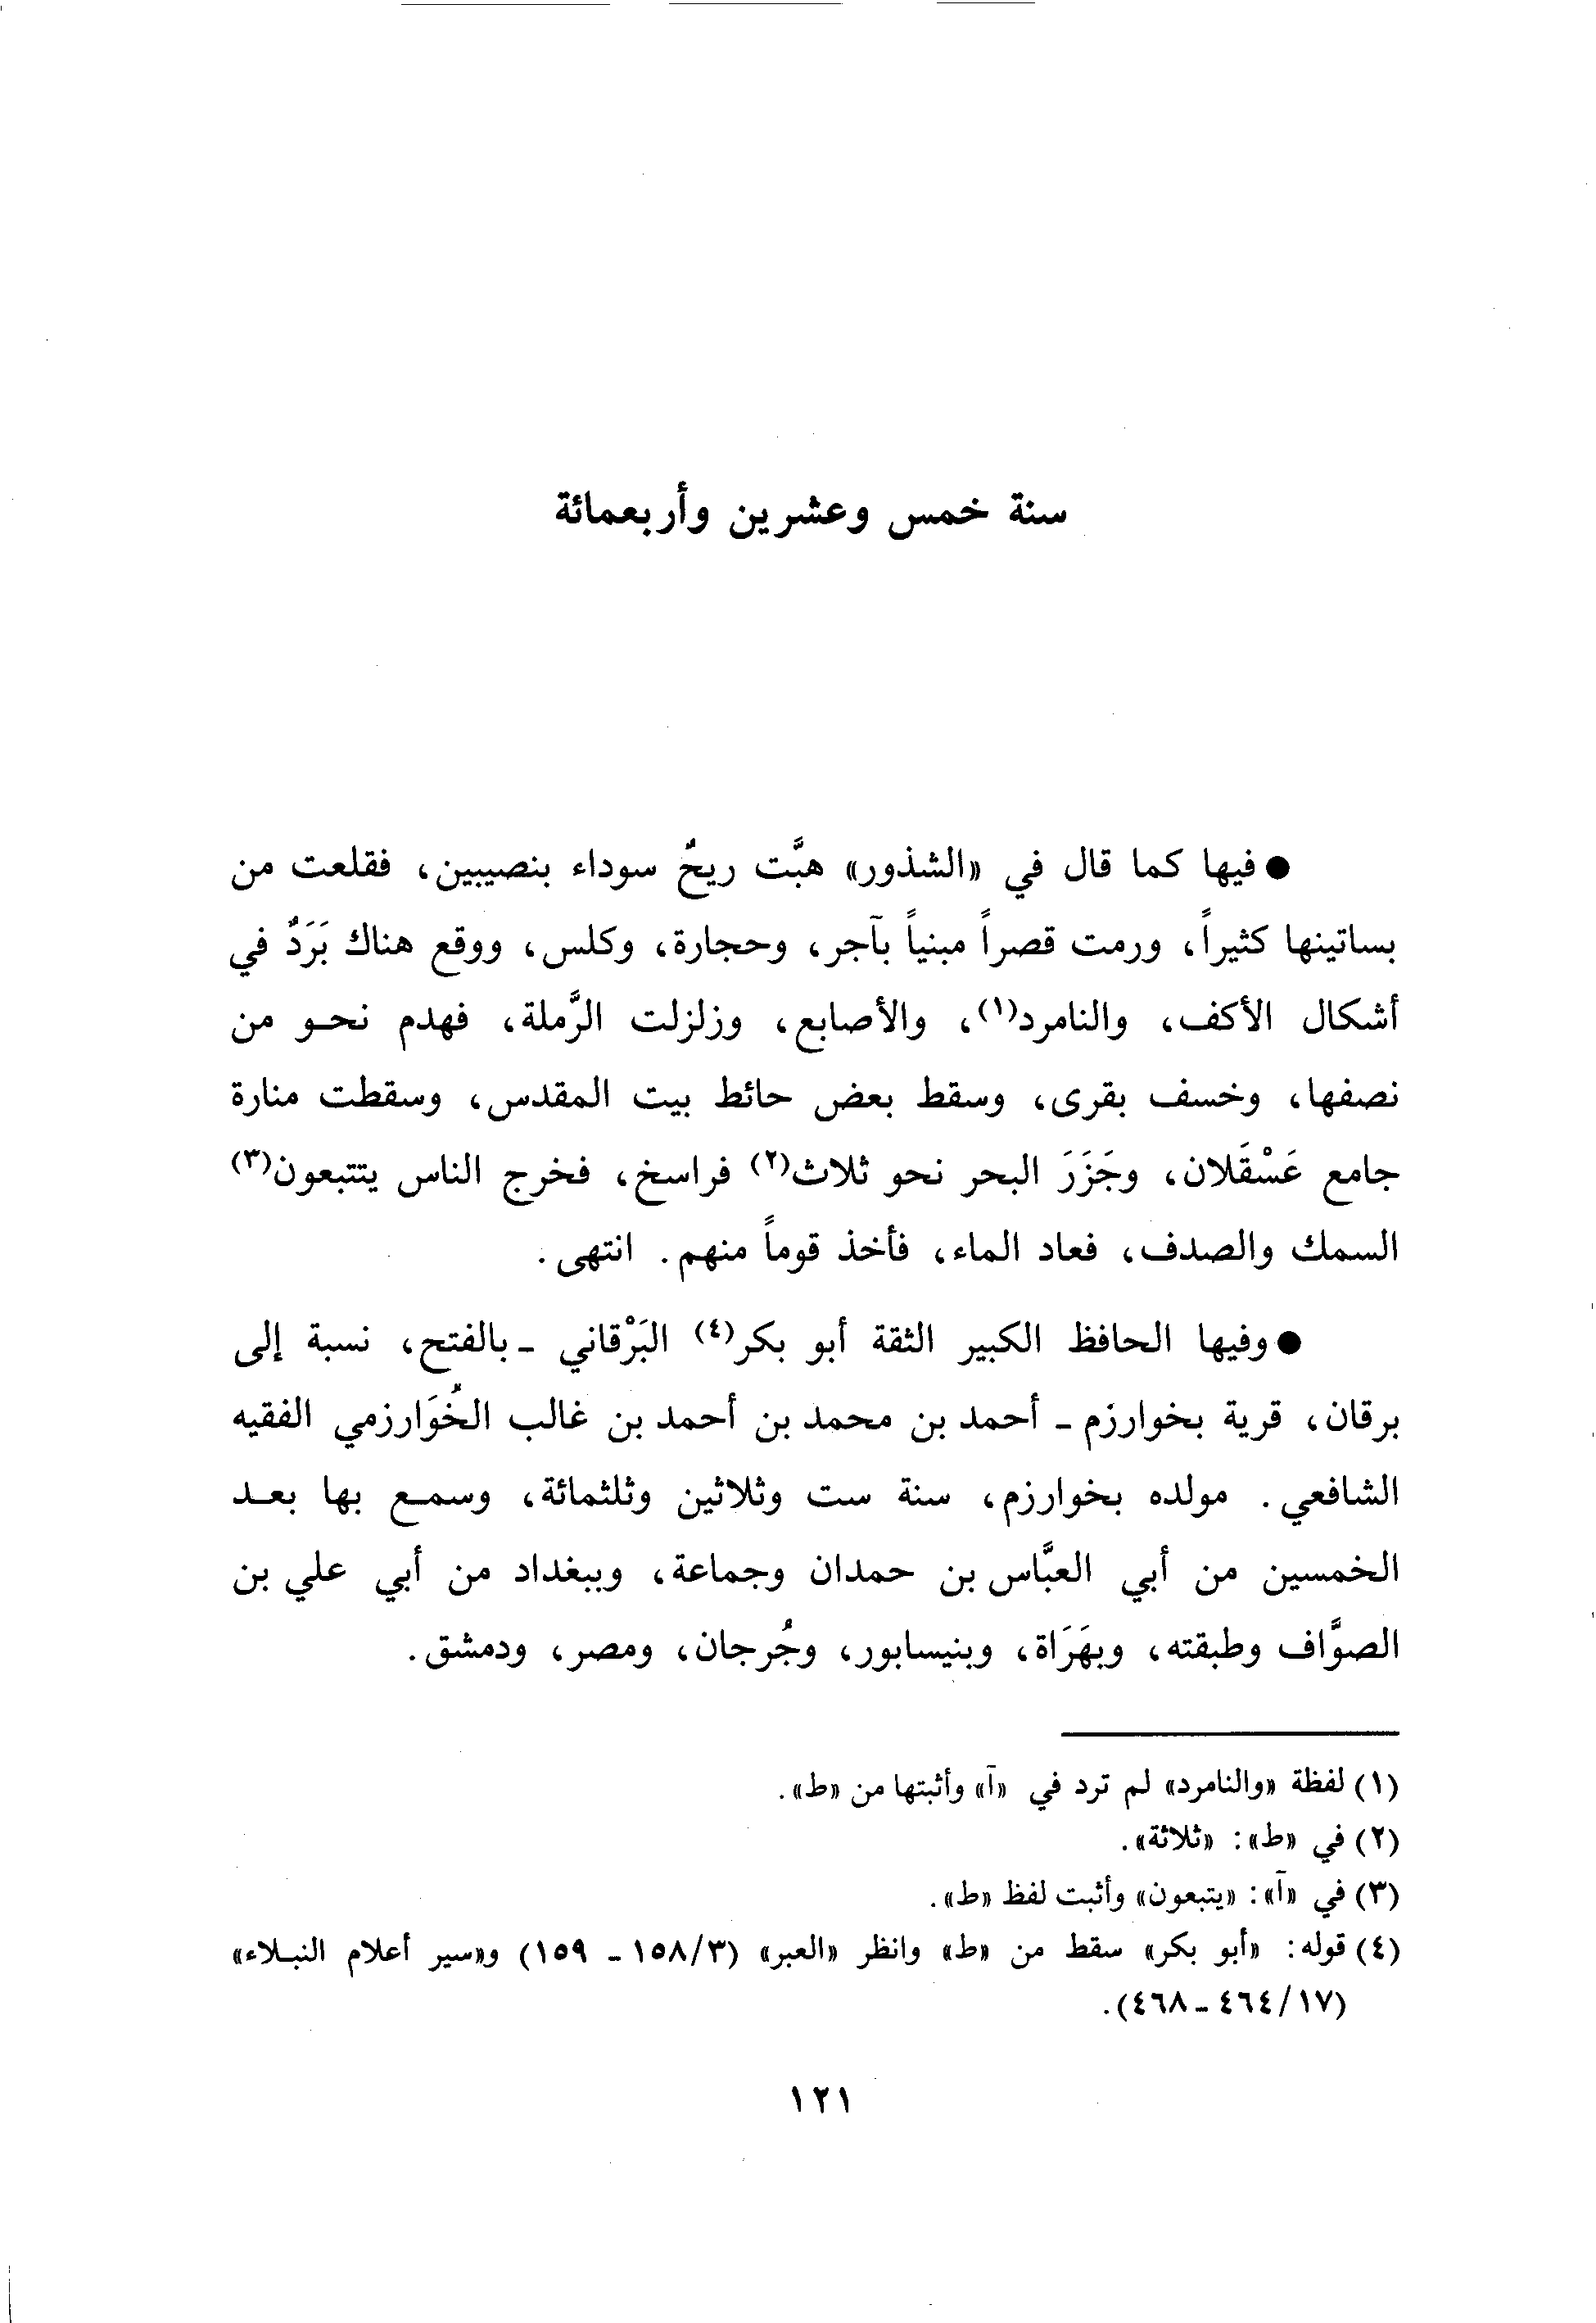 سنة خمس وعشرين وأربعمائة
● فيها كما قال في «الشذور» هبَّت ريحٌ سوداء بنصيبين، فقلعت من
بساتينها كثيراً، ورمت قصراً مبنياً بآجر، وحجارة، وكلس، ووقع هناك بَرَدٌ في
أشكال الأكف، والنامرد(١)، والأصابع، وزلزلت الرَّملة، فهدم نحو من
نصفها، وخسف بقرى، وسقط بعض حائط بيت المقدس، وسقطت منارة
جامع عَسْقَلان، وجَزَرَ البحر نحو ثلاث(٢) فراسخ، فخرج الناس يتتبعون(٣)
السمك والصدف، فعاد الماء، فأخذ قوماً منهم. انتهى.
● وفيها الحافظ الكبير الثقة أبو بكر(٤) البَرْقاني - بالفتح، نسبة إلى
برقان، قرية بخوارزم - أحمد بن محمد بن أحمد بن غالب الخُوَارزمي الفقيه
الشافعي. مولده بخوارزم، سنة ست وثلاثين وثلثمائة، وسمع بها بعد
الخمسين من أبي العبَّاس بن حمدان وجماعة، وببغداد من أبي علي بن
الصوَّاف وطبقته، وبهَرَاة، وبنيسابور، وجُرجان، ومصر، ودمشق.
(١) لفظة «والنامرد» لم ترد في «آ» وأثبتها من «ط».
(٢) في «ط»: «ثلاثة».
(٣) في «آ»: «يتبعون» وأثبت لفظ «ط».
(٤) قوله: «أبو بكر» سقط من «ط» وانظر «العبر» (٣/١٥٨ - ١٥٩) و«سير أعلام النبلاء»
(١٧/٤٦٤ - ٤٦٨).
١٢١